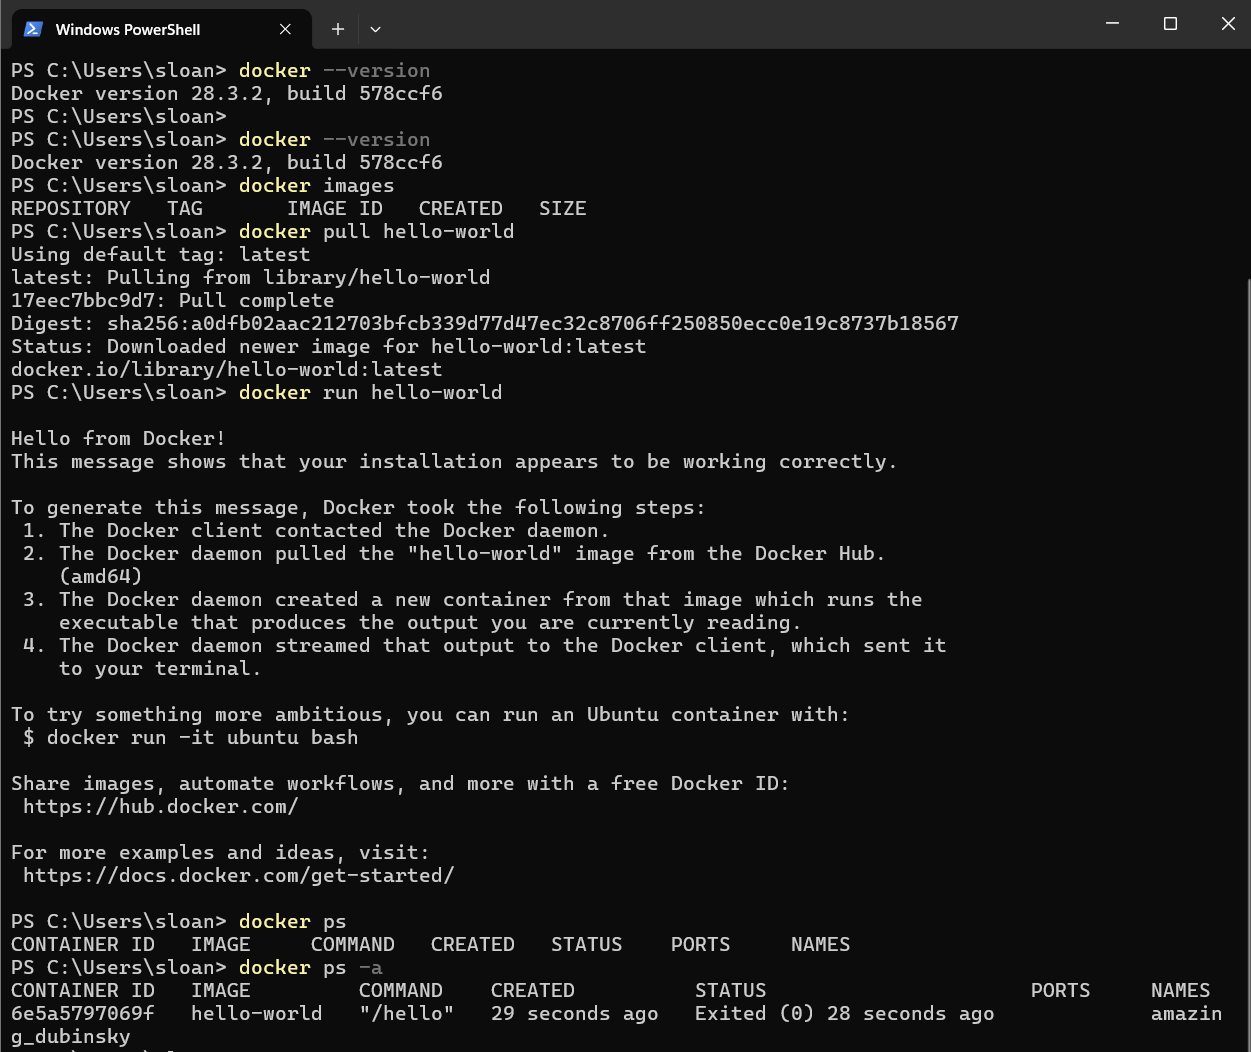 Windows PowerShell
PS C:\Users\sloan> docker --version
Docker version 28.3.2, build 578ccf6
PS C:\Users\sloan>
PS C:\Users\sloan> docker --version
Docker version 28.3.2, build 578ccf6
PS C:\Users\sloan> docker images
REPOSITORY   TAG       IMAGE ID   CREATED   SIZE
PS C:\Users\sloan> docker pull hello-world
Using default tag: latest
latest: Pulling from library/hello-world
17eec7bbc9d7: Pull complete
Digest: sha256:a0dfb02aac212703bfcb339d77d47ec32c8706ff250850ecc0e19c8737b18567
Status: Downloaded newer image for hello-world:latest
docker.io/library/hello-world:latest
PS C:\Users\sloan> docker run hello-world
Hello from Docker!
This message shows that your installation appears to be working correctly.
To generate this message, Docker took the following steps:
 1. The Docker client contacted the Docker daemon.
 2. The Docker daemon pulled the "hello-world" image from the Docker Hub.
    (amd64)
 3. The Docker daemon created a new container from that image which runs the
    executable that produces the output you are currently reading.
 4. The Docker daemon streamed that output to the Docker client, which sent it
    to your terminal.
To try something more ambitious, you can run an Ubuntu container with:
 $ docker run -it ubuntu bash
Share images, automate workflows, and more with a free Docker ID:
 https://hub.docker.com/
For more examples and ideas, visit:
 https://docs.docker.com/get-started/
PS C:\Users\sloan> docker ps
CONTAINER ID   IMAGE     COMMAND   CREATED   STATUS    PORTS     NAMES
PS C:\Users\sloan> docker ps -a
CONTAINER ID   IMAGE         COMMAND    CREATED          STATUS                      PORTS     NAMES
6e5a5797069f   hello-world   "/hello"   29 seconds ago   Exited (0) 28 seconds ago             amazin
g_dubinsky